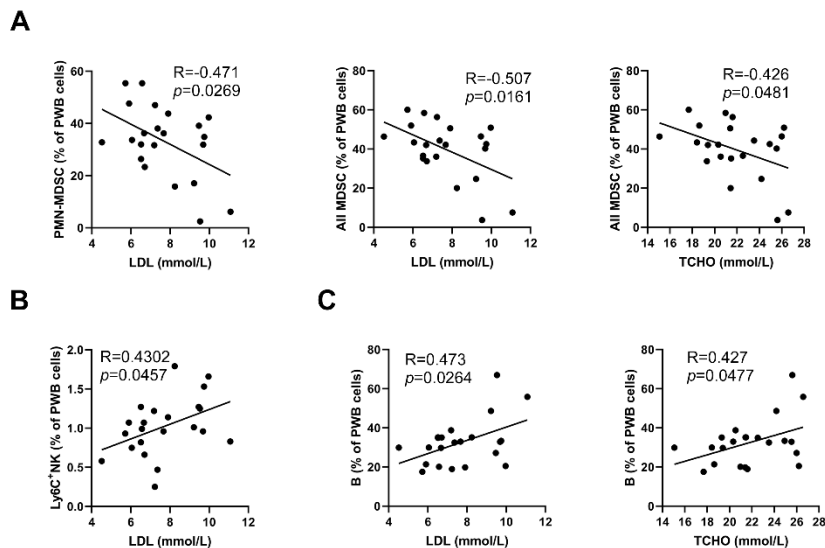 A
R=-0.471
p=0.0269
PMN-MDSC (% of PWB cells)
60
40
20
0
4 6 8 10 12
LDL (mmol/L)
R=-0.507
p=0.0161
All MDSC (% of PWB cells)
80
60
40
20
0
4 6 8 10 12
LDL (mmol/L)
R=-0.426
p=0.0481
All MDSC (% of PWB cells)
80
60
40
20
0
14 16 18 20 22 24 26 28
TCHO (mmol/L)
B
R=0.4302
p=0.0457
Ly6C⁺NK (% of PWB cells)
2.0
1.5
1.0
0.5
0.0
4 6 8 10 12
LDL (mmol/L)
C
R=0.473
p=0.0264
B (% of PWB cells)
80
60
40
20
0
4 6 8 10 12
LDL (mmol/L)
R=0.427
p=0.0477
B (% of PWB cells)
80
60
40
20
0
14 16 18 20 22 24 26 28
TCHO (mmol/L)